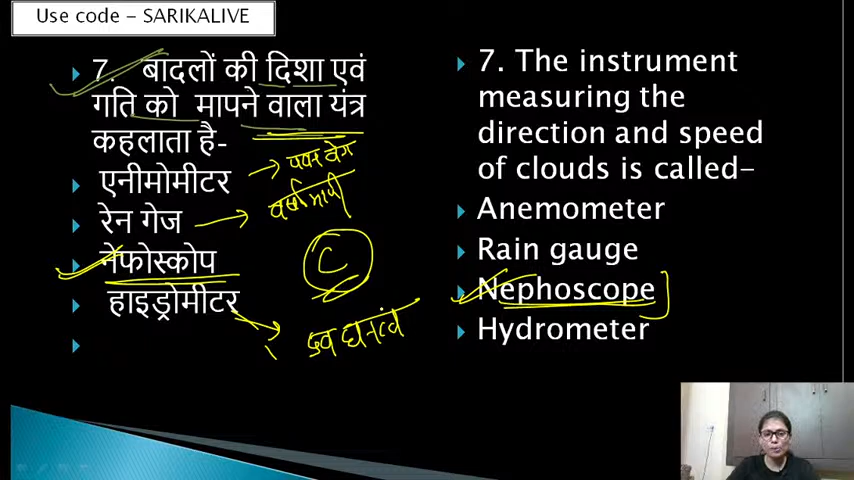 Use code – SARIKALIVE
7. बादलों की दिशा एवं
गति को मापने वाला यंत्र
कहलाता है-
एनीमोमीटर
रेन गेज
नेफोस्कोप
हाइड्रोमीटर
पवन वेग
वर्षा मापी
C
द्रव घनत्व
7. The instrument
measuring the
direction and speed
of clouds is called-
Anemometer
Rain gauge
Nephoscope
Hydrometer